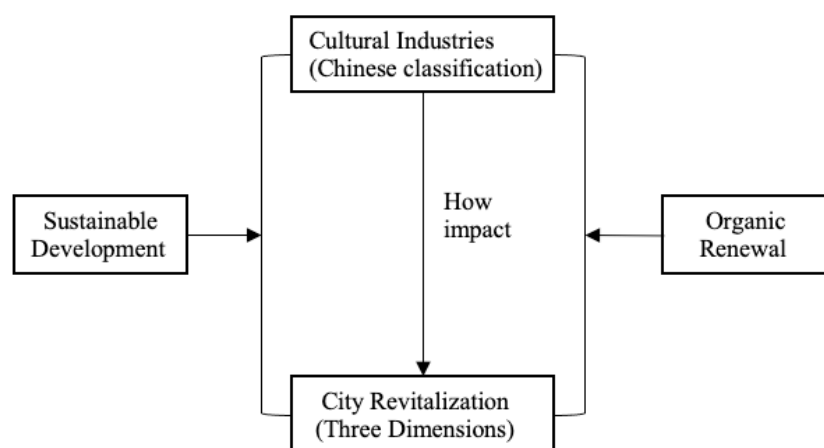 Cultural Industries
(Chinese classification)
Sustainable
Development
How
impact
Organic
Renewal
City Revitalization
(Three Dimensions)